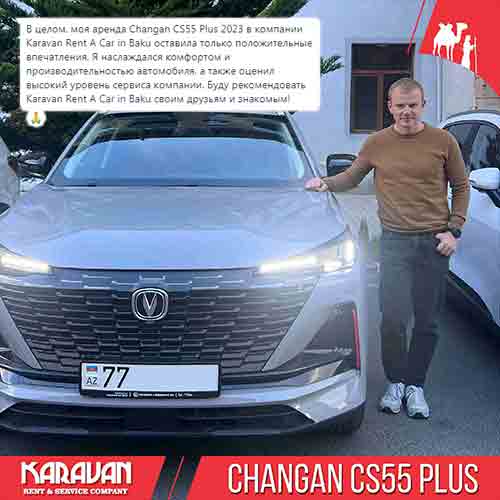 В целом, моя аренда Changan CS55 Plus 2023 в компании
Karavan Rent A Car in Baku оставила только положительные
впечатления. Я наслаждался комфортом и
производительностью автомобиля, а также оценил
высокий уровень сервиса компании. Буду рекомендовать
Karavan Rent A Car in Baku своим друзьям и знакомым!
🙏
AZ 77
KARAVAN
RENT & SERVICE COMPANY
CHANGAN CS55 PLUS